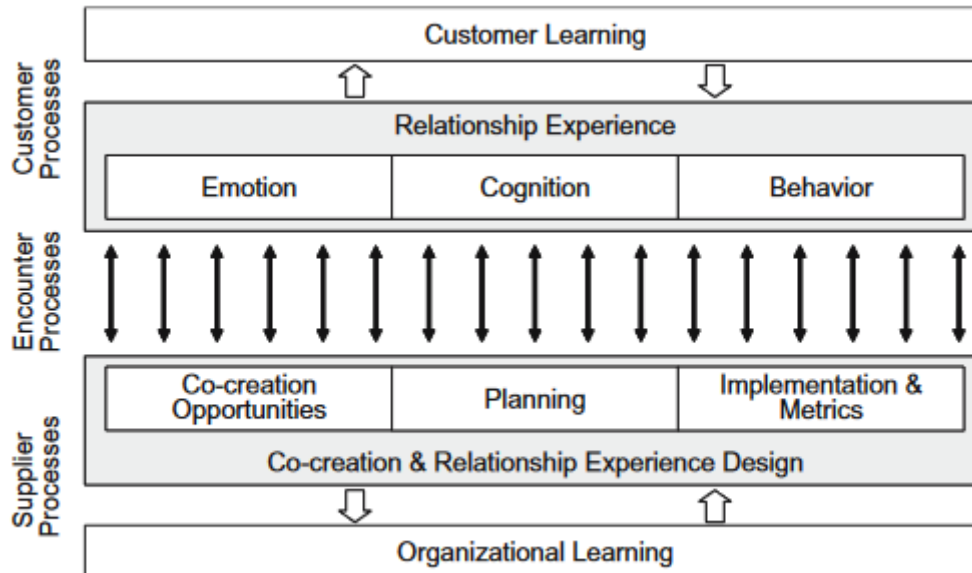 Customer Learning
Customer
Processes
Relationship Experience
Emotion
Cognition
Behavior
Encounter
Processes
Co-creation
Opportunities
Planning
Implementation &
Metrics
Supplier
Processes
Co-creation & Relationship Experience Design
Organizational Learning